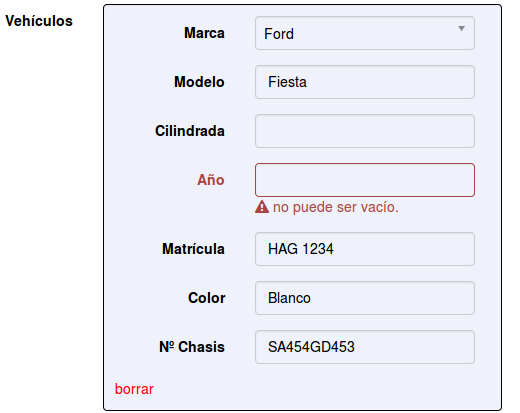 Vehículos
Marca Ford
Modelo Fiesta
Cilindrada
Año
no puede ser vacío.
Matrícula HAG 1234
Color Blanco
Nº Chasis SA454GD453
borrar